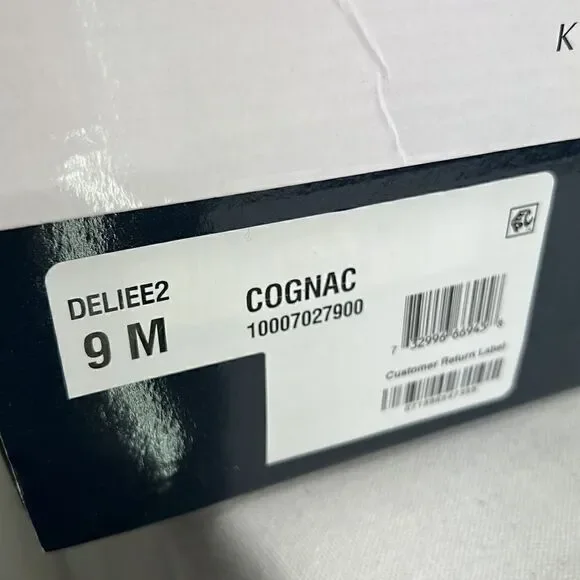 K
DELIEE2
9 M
COGNAC
10007027900
Customer Return Label